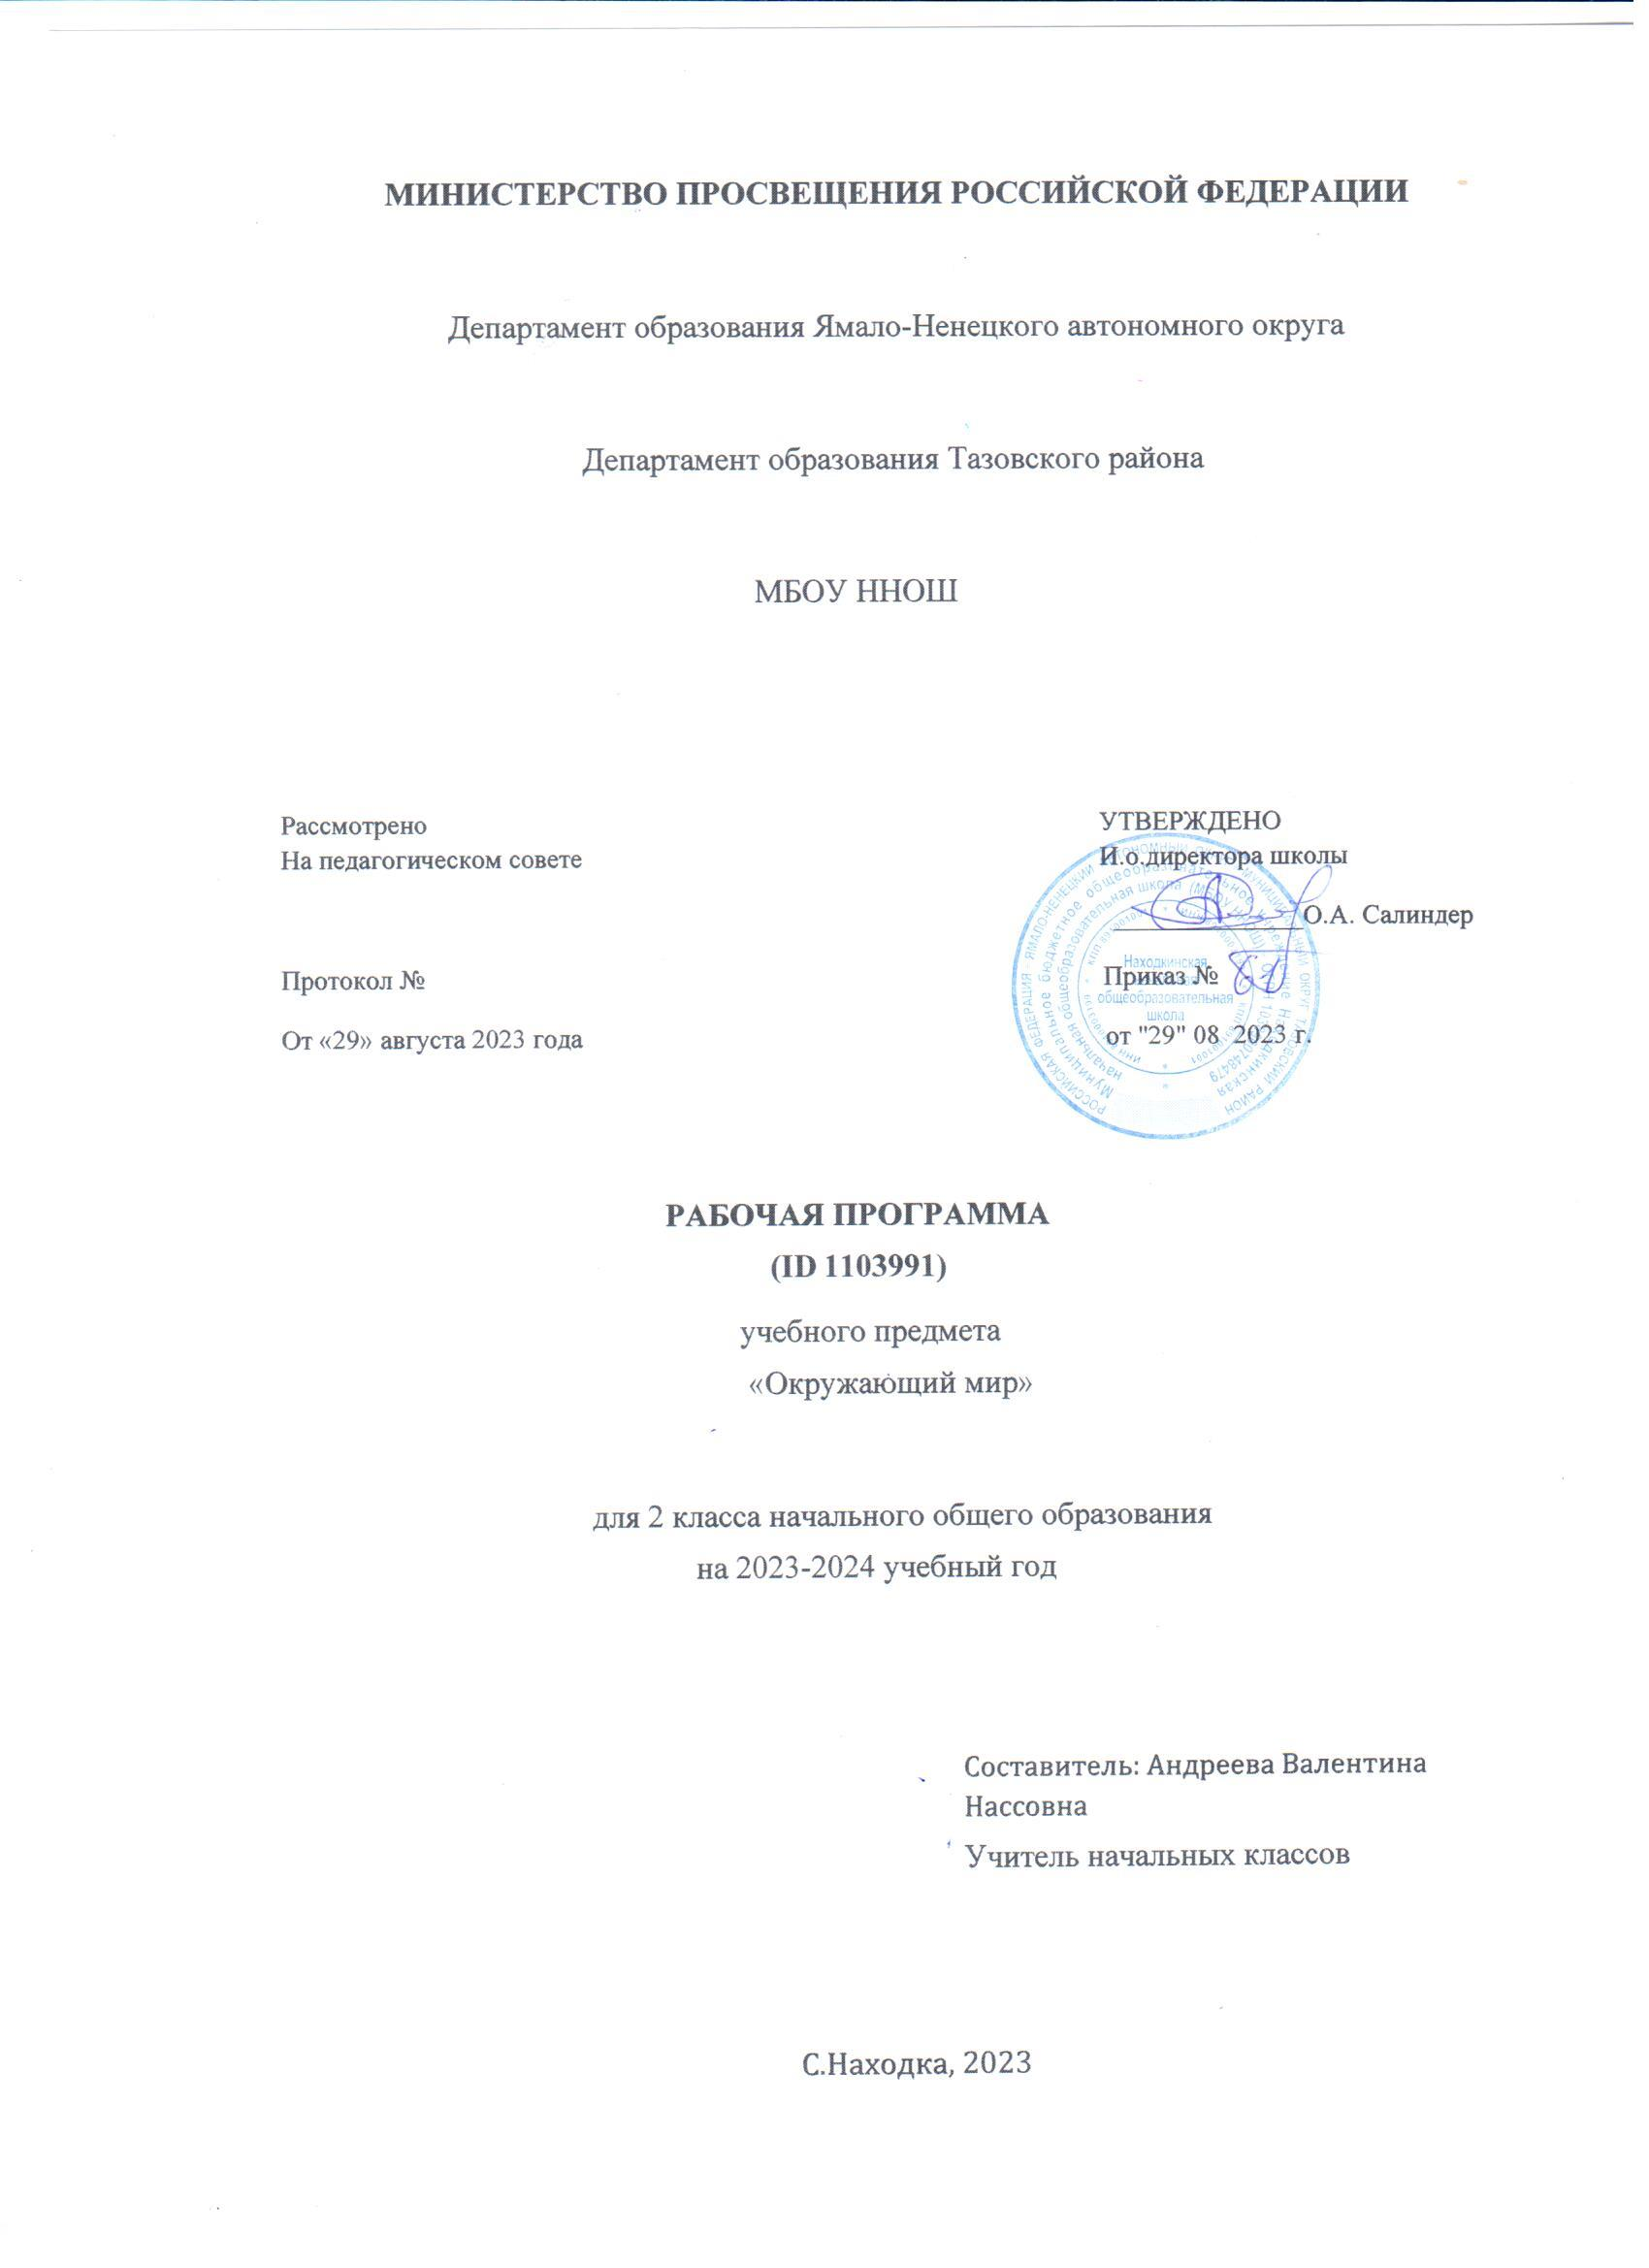 МИНИСТЕРСТВО ПРОСВЕЩЕНИЯ РОССИЙСКОЙ ФЕДЕРАЦИИ
Департамент образования Ямало-Ненецкого автономного округа
Департамент образования Тазовского района
МБОУ ННОШ
Рассмотрено
На педагогическом совете
Протокол №
От «29» августа 2023 года
УТВЕРЖДЕНО
И.о.директора школы
О.А. Салиндер
Приказ №
от "29" 08 2023 г.
Находкинская
общеобразовательная
школа
РАБОЧАЯ ПРОГРАММА
(ID 1103991)
учебного предмета
«Окружающий мир»
для 2 класса начального общего образования
на 2023-2024 учебный год
Составитель: Андреева Валентина
Нассовна
Учитель начальных классов
С.Находка, 2023